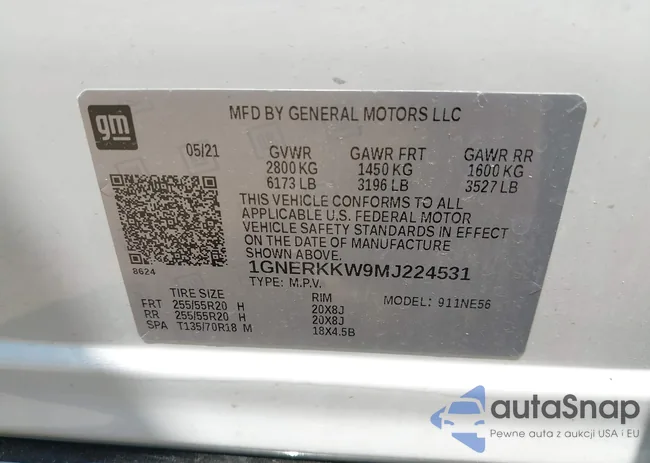 gm
MFD BY GENERAL MOTORS LLC
05/21 GVWR GAWR FRT GAWR RR
2800 KG 1450 KG 1600 KG
6173 LB 3196 LB 3527 LB
THIS VEHICLE CONFORMS TO ALL
APPLICABLE U.S. FEDERAL MOTOR
VEHICLE SAFETY STANDARDS IN EFFECT
ON THE DATE OF MANUFACTURE
SHOWN ABOVE.
8624
1GNERKKW9MJ224531
TYPE: M.P.V.
TIRE SIZE RIM MODEL: 911NE56
FRT 255/55R20 H 20X8J
RR 255/55R20 H 20X8J
SPA T135/70R18 M 18X4.5B
autaSnap
Pewne auta z aukcji USA i EU